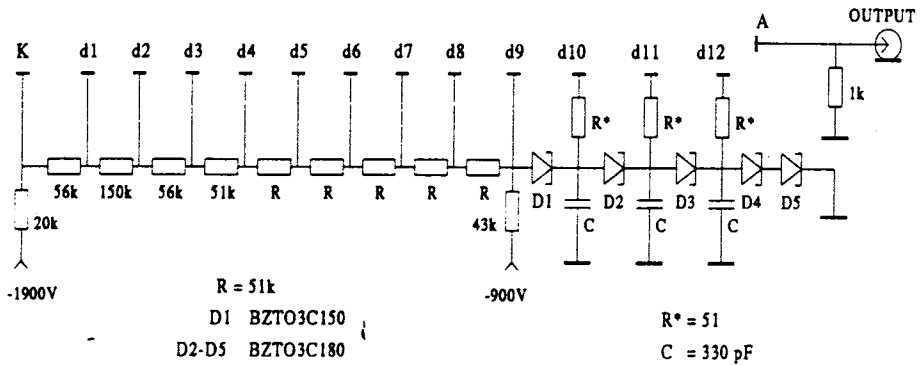 A OUTPUT
K d1 d2 d3 d4 d5 d6 d7 d8 d9 d10 d11 d12
1k
R* R* R*
56k 150k 56k 51k R R R R R
D1 D2 D3 D4 D5
20k 43k C C C
-1900V -900V
R = 51k
D1 BZTO3C150
D2-D5 BZTO3C180
R* = 51
C = 330 pF